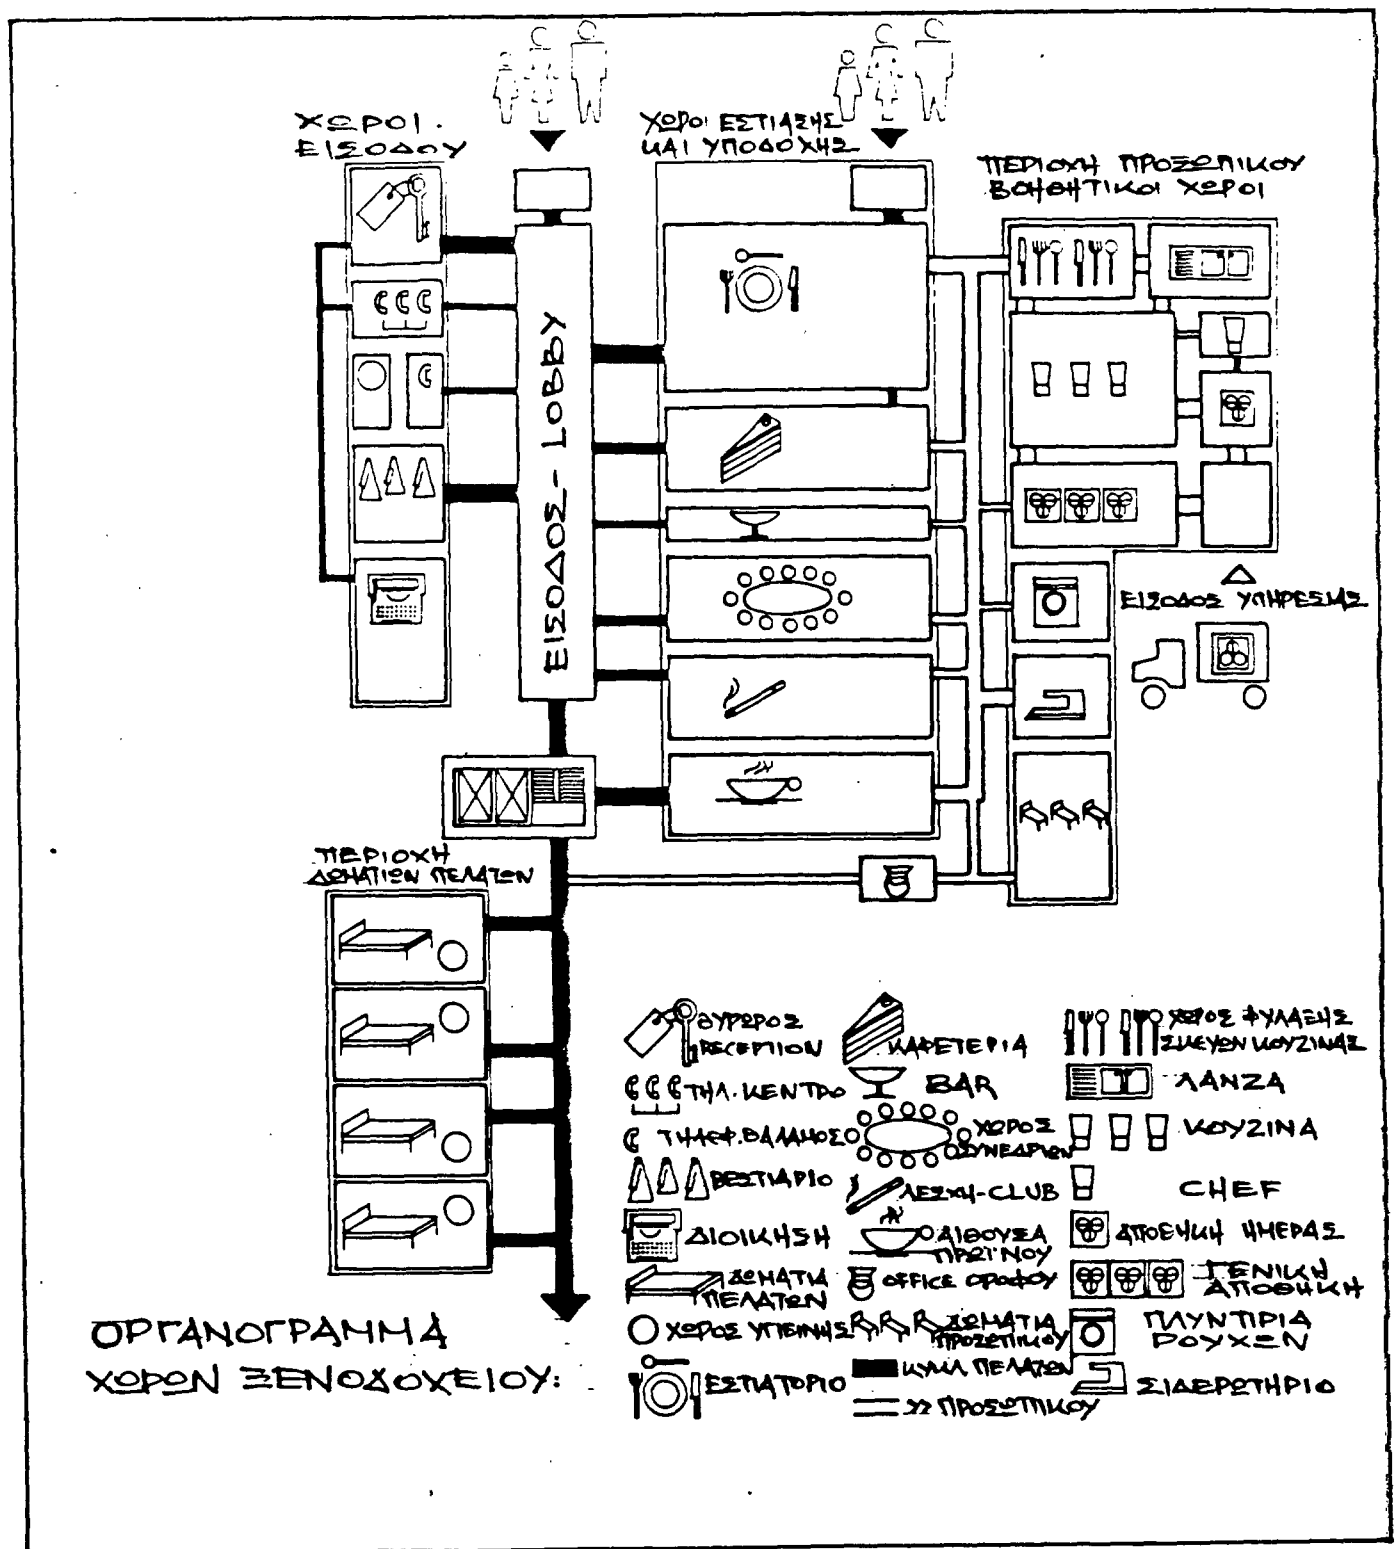 ΧΩΡΟΙ
ΕΙΣΟΔΟΥ
ΧΩΡΟΙ ΕΣΤΙΑΣΗΣ
ΚΑΙ ΥΠΟΔΟΧΗΣ
ΠΕΡΙΟΧΗ ΠΡΟΣΩΠΙΚΟΥ
ΒΟΗΘΗΤΙΚΟΙ ΧΩΡΟΙ
ΕΙΣΟΔΟΣ-LOBBY
ΕΙΣΟΔΟΣ ΥΠΗΡΕΣΙΑΣ
ΠΕΡΙΟΧΗ
ΔΩΜΑΤΙΩΝ ΠΕΛΑΤΩΝ
ΘΥΡΩΡΟΣ
RECEPTION
ΤΗΛ. ΚΕΝΤΡΟ
ΤΗΛΕΦ. ΘΑΛΑΜΟΣ
ΒΕΣΤΙΑΡΙΟ
ΔΙΟΙΚΗΣΗ
ΔΩΜΑΤΙΑ
ΠΕΛΑΤΩΝ
ΧΩΡΟΣ ΥΓΙΕΙΝΗΣ
ΕΣΤΙΑΤΟΡΙΟ
ΚΑΦΕΤΕΡΙΑ
BAR
ΧΩΡΟΣ
ΣΥΝΕΔΡΙΩΝ
ΛΕΣΧΗ-CLUB
ΑΙΘΟΥΣΑ
ΠΡΩΙΝΟΥ
OFFICE ΟΡΟΦΟΥ
ΔΩΜΑΤΙΑ
ΠΡΟΣΩΠΙΚΟΥ
ΚΥΚΛ. ΠΕΛΑΤΩΝ
>> ΠΡΟΣΩΠΙΚΟΥ
ΧΩΡΟΣ ΦΥΛΑΞΗΣ
ΣΚΕΥΩΝ ΚΟΥΖΙΝΑΣ
ΛΑΝΖΑ
ΚΟΥΖΙΝΑ
CHEF
ΑΠΟΘΗΚΗ ΗΜΕΡΑΣ
ΓΕΝΙΚΗ
ΑΠΟΘΗΚΗ
ΠΛΥΝΤΙΡΙΑ
ΡΟΥΧΩΝ
ΣΙΔΕΡΩΤΗΡΙΟ
ΟΡΓΑΝΟΓΡΑΜΜΑ
ΧΩΡΩΝ ΞΕΝΟΔΟΧΕΙΟΥ: